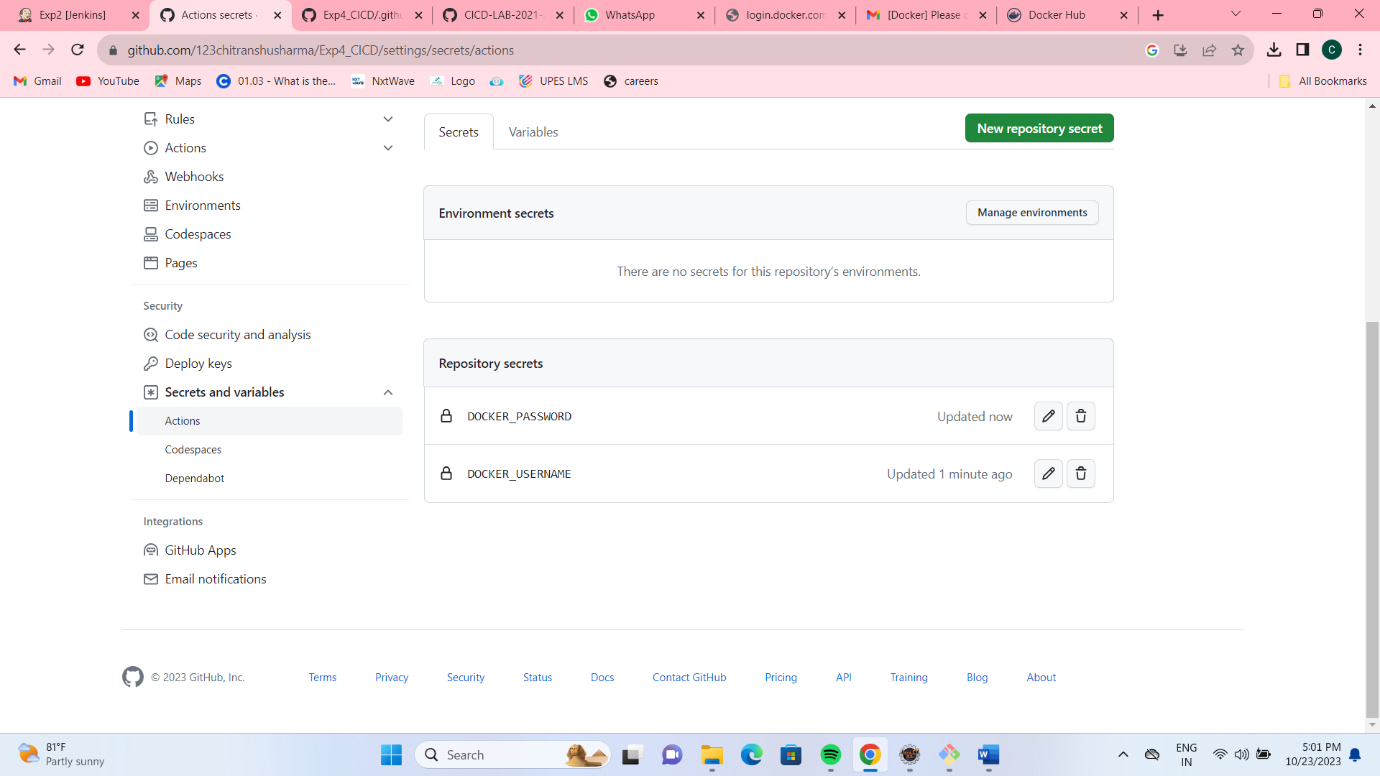 Exp2 [Jenkins]
Actions secrets ·
Exp4_CICD/.githu
CICD-LAB-2021-
WhatsApp
login.docker.com
[Docker] Please c
Docker Hub
github.com/123chitranshusharma/Exp4_CICD/settings/secrets/actions
C
Gmail
YouTube
Maps
01.03 - What is the...
NxtWave
Logo
UPES LMS
careers
All Bookmarks
Rules
Actions
Webhooks
Environments
Codespaces
Pages
Security
Code security and analysis
Deploy keys
Secrets and variables
Actions
Codespaces
Dependabot
Integrations
GitHub Apps
Email notifications
Secrets
Variables
New repository secret
Environment secrets
Manage environments
There are no secrets for this repository's environments.
Repository secrets
DOCKER_PASSWORD
Updated now
DOCKER_USERNAME
Updated 1 minute ago
© 2023 GitHub, Inc.
Terms
Privacy
Security
Status
Docs
Contact GitHub
Pricing
API
Training
Blog
About
81°F
Partly sunny
Search
ENG
IN
5:01 PM
10/23/2023